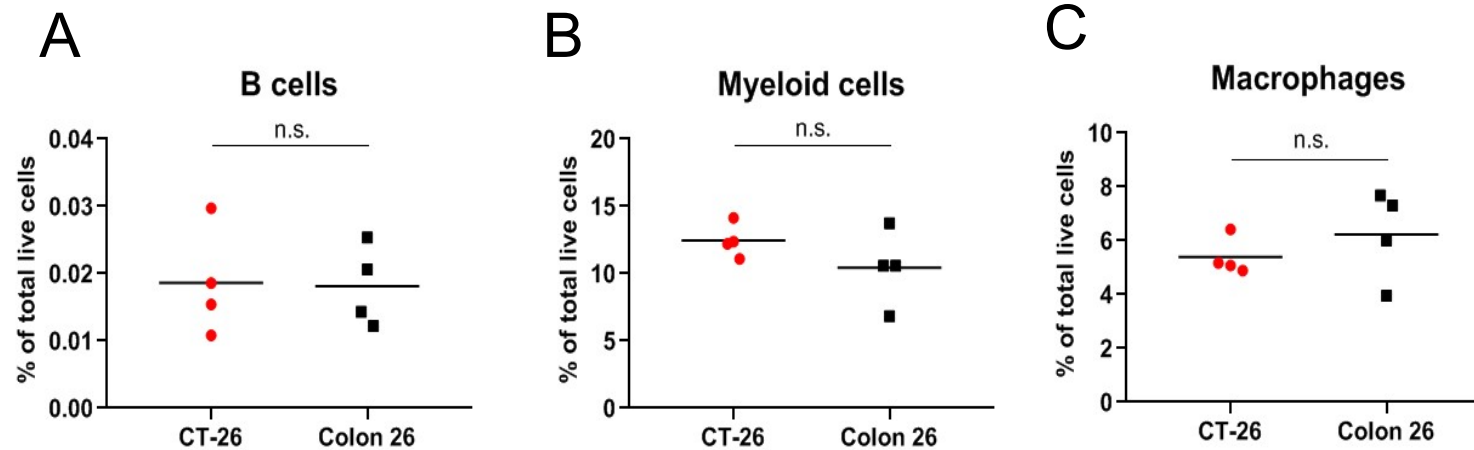 A
B cells
n.s.
% of total live cells
0.04
0.03
0.02
0.01
0.00
CT-26 Colon 26
B
Myeloid cells
n.s.
% of total live cells
20
15
10
5
0
CT-26 Colon 26
C
Macrophages
n.s.
% of total live cells
10
8
6
4
2
0
CT-26 Colon 26